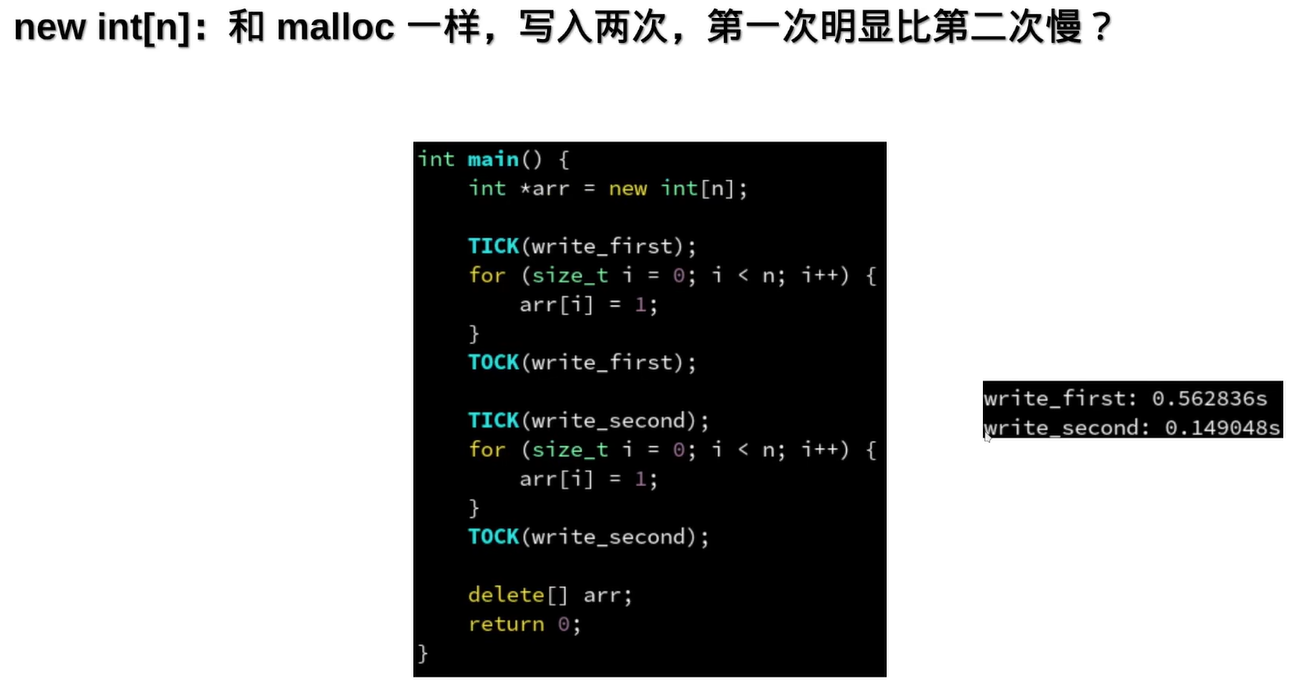 new int[n]：和 malloc 一样，写入两次，第一次明显比第二次慢？
int main() {
    int *arr = new int[n];
    TICK(write_first);
    for (size_t i = 0; i < n; i++) {
        arr[i] = 1;
    }
    TOCK(write_first);
    TICK(write_second);
    for (size_t i = 0; i < n; i++) {
        arr[i] = 1;
    }
    TOCK(write_second);
    delete[] arr;
    return 0;
}
write_first: 0.562836s
write_second: 0.149048s